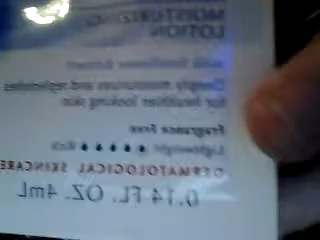 MOISTURIZING
LOTION
with Sunflower Extract
Deeply moisturizes and replenishes
for healthier looking skin
Fragrance Free
Lightweight Rich
DERMATOLOGICAL SKINCARE
0.14 FL. OZ. 4mL